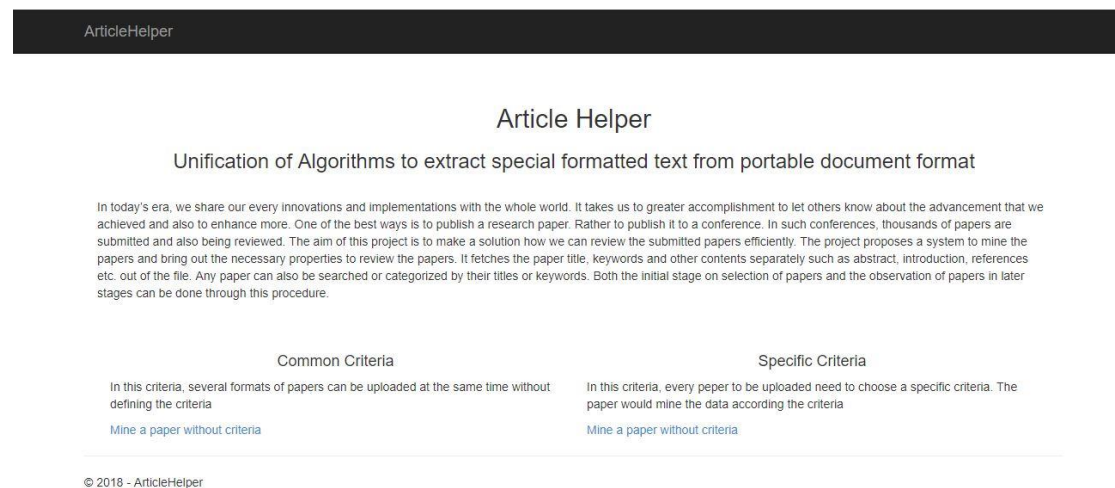 ArticleHelper
Article Helper
Unification of Algorithms to extract special formatted text from portable document format
In today's era, we share our every innovations and implementations with the whole world. It takes us to greater accomplishment to let others know about the advancement that we
achieved and also to enhance more. One of the best ways is to publish a research paper. Rather to publish it to a conference. In such conferences, thousands of papers are
submitted and also being reviewed. The aim of this project is to make a solution how we can review the submitted papers efficiently. The project proposes a system to mine the
papers and bring out the necessary properties to review the papers. It fetches the paper title, keywords and other contents separately such as abstract, introduction, references
etc. out of the file. Any paper can also be searched or categorized by their titles or keywords. Both the initial stage on selection of papers and the observation of papers in later
stages can be done through this procedure.
Common Criteria
In this criteria, several formats of papers can be uploaded at the same time without
defining the criteria
Mine a paper without criteria
Specific Criteria
In this criteria, every peper to be uploaded need to choose a specific criteria. The
paper would mine the data according the criteria
Mine a paper without criteria
© 2018 - ArticleHelper